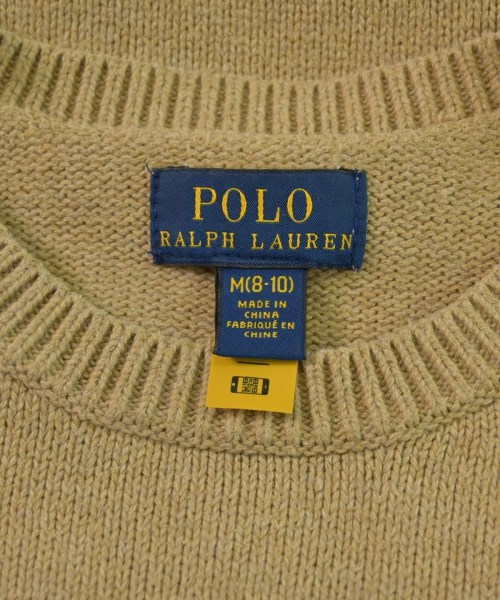 POLO
RALPH LAUREN
M(8-10)
MADE IN
CHINA
FABRIQUÉ EN
CHINE